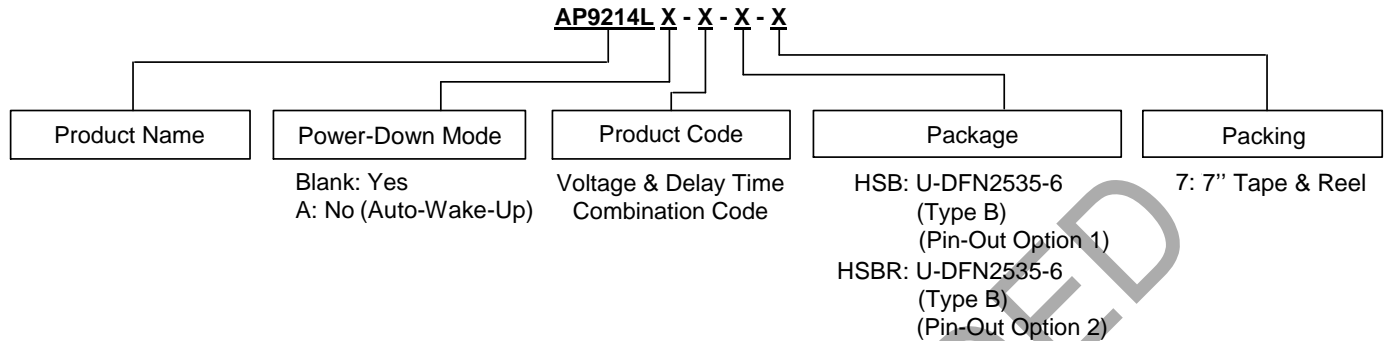 AP9214L X - X - X - X
Product Name
Power-Down Mode
Blank: Yes
A: No (Auto-Wake-Up)
Product Code
Voltage & Delay Time
Combination Code
Package
HSB: U-DFN2535-6
(Type B)
(Pin-Out Option 1)
HSBR: U-DFN2535-6
(Type B)
(Pin-Out Option 2)
Packing
7: 7’’ Tape & Reel